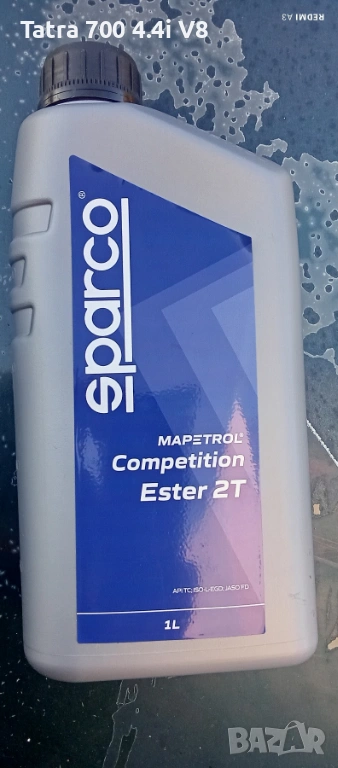 Tatra 700 4.4i V8
REDMI A3
sparco®
MAPETROL®
Competition
Ester 2T
API: TC, ISO-L-EGD, JASO FD
1L
BAZAR